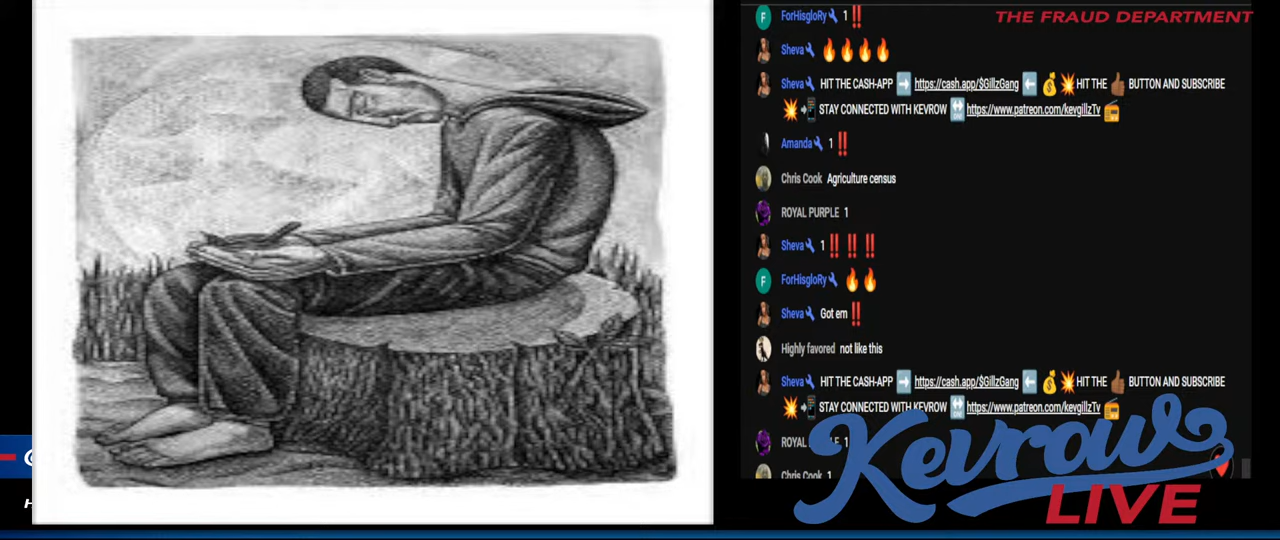 THE FRAUD DEPARTMENT
F ForHisgloRy 🔧 1 ‼️
Sheva 🔧 🔥🔥🔥🔥
Sheva 🔧 HIT THE CASH-APP ➡️ https://cash.app/$GillzGang ⬅️ 💰 💥 HIT THE 👍🏾 BUTTON AND SUBSCRIBE
💥 📲 STAY CONNECTED WITH KEVROW https://www.patreon.com/kevgillzTv 📻
Amanda 🔧 1 ‼️
Chris Cook Agriculture census
ROYAL PURPLE 1
Sheva 🔧 1 ‼️ ‼️ ‼️
F ForHisgloRy 🔧 🔥🔥
Sheva 🔧 Got em ‼️
Highly favored not like this
Sheva 🔧 HIT THE CASH-APP ➡️ https://cash.app/$GillzGang ⬅️ 💰 💥 HIT THE 👍🏾 BUTTON AND SUBSCRIBE
💥 📲 STAY CONNECTED WITH KEVROW https://www.patreon.com/kevgillzTv 📻
ROYAL 1
Chris Cook 1
Kevrow
LIVE